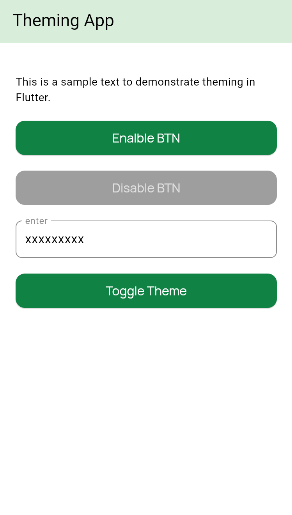 Theming App
This is a sample text to demonstrate theming in
Flutter.
Enalble BTN
Disable BTN
enter
xxxxxxxxx
Toggle Theme